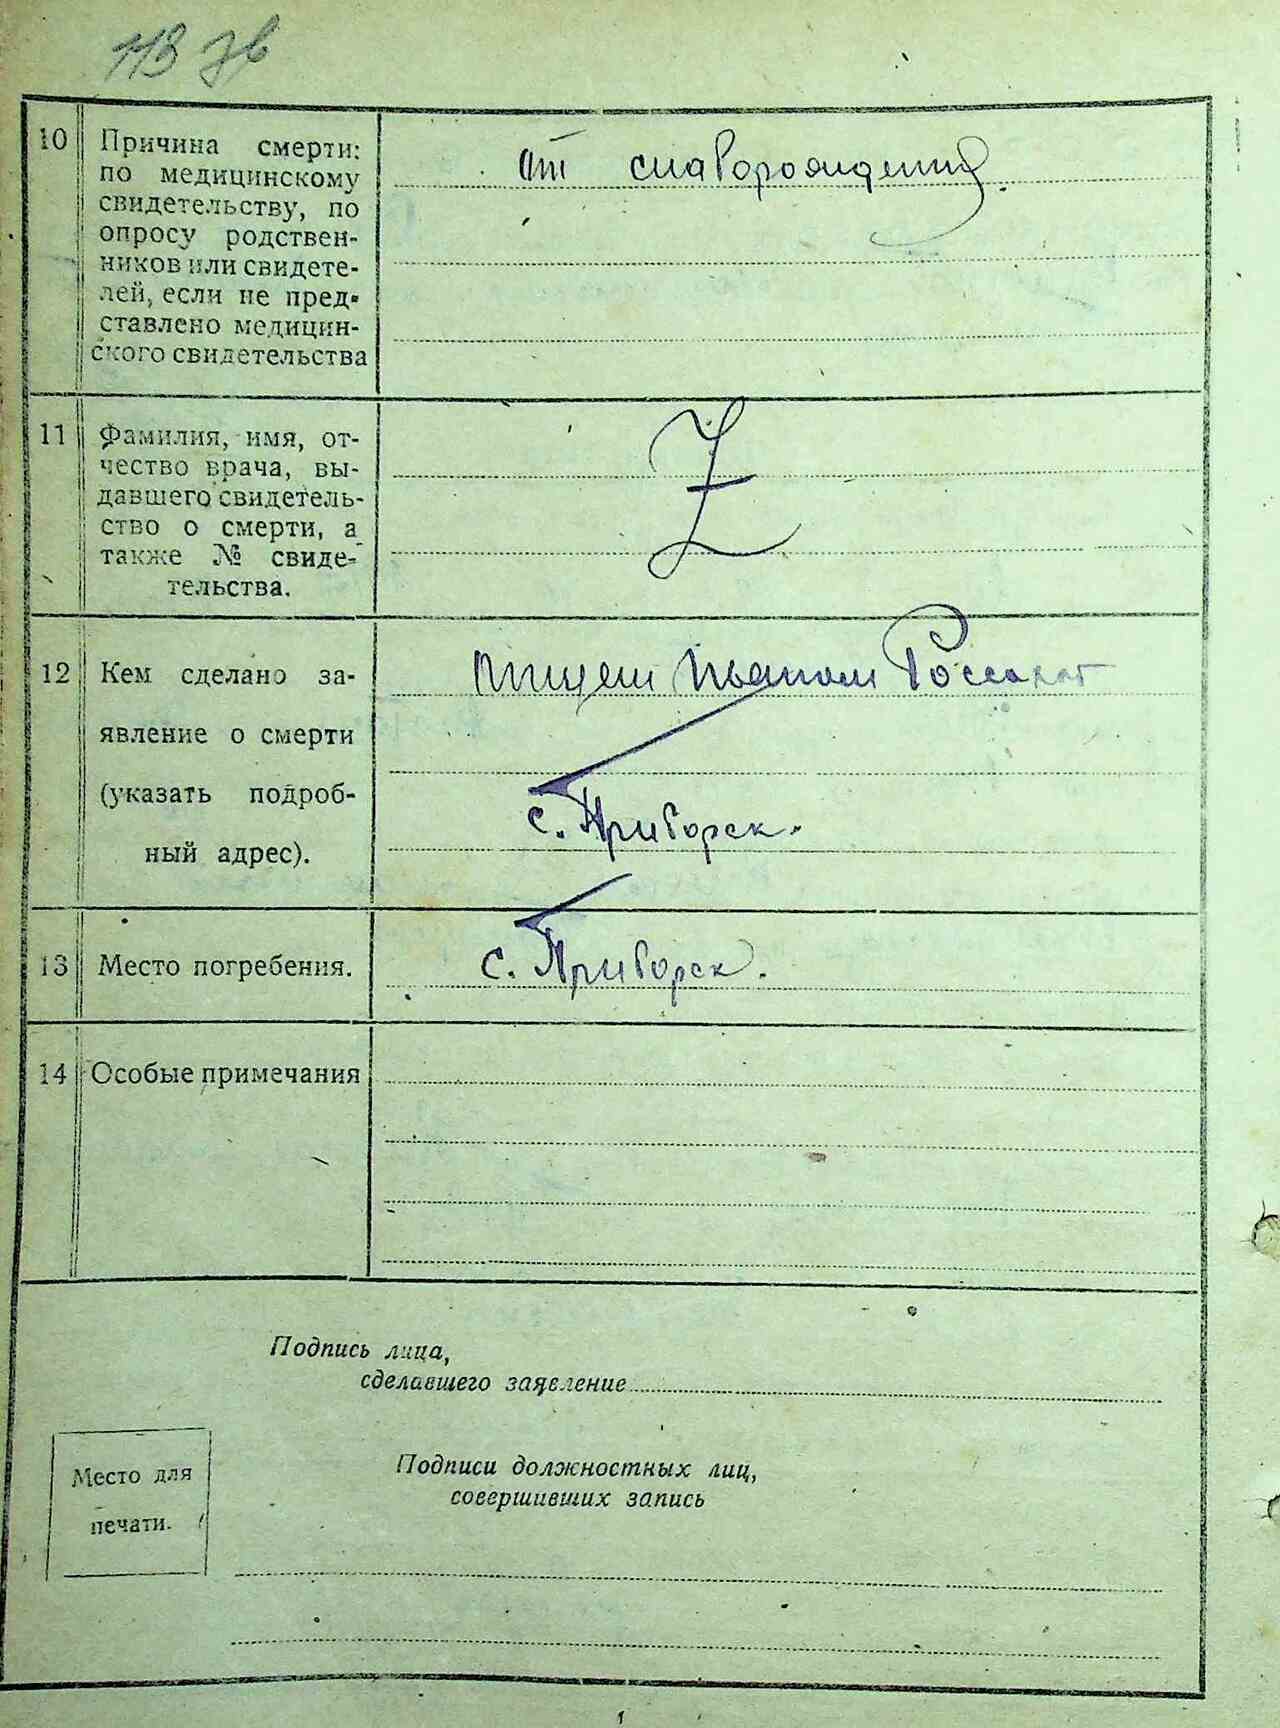 113 зв
10 Причина смерти:
по медицинскому
свидетельству, по
опросу родствен-
ников или свидете-
лей, если не пред-
ставлено медицин-
ского свидетельства
от слаборождения.
11 Фамилия, имя, от-
чество врача, вы-
давшего свидетель-
ство о смерти, а
также № свиде-
тельства.
Z
12 Кем сделано за-
явление о смерти
(указать подроб-
ный адрес).
с. Приборск.
13 Место погребения.
с. Приборск.
14 Особые примечания
Подпись лица,
сделавшего заявление
Место для
печати.
Подписи должностных лиц,
совершивших запись
1